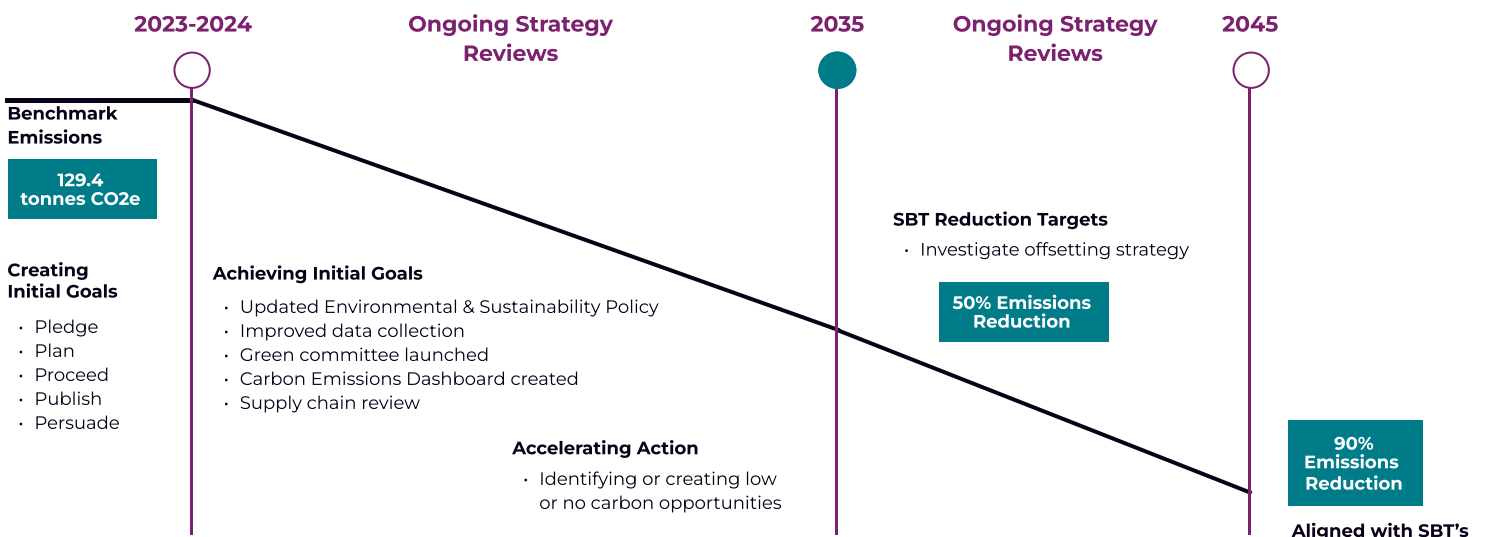 2023-2024
Ongoing Strategy
Reviews
2035
Ongoing Strategy
Reviews
2045
Benchmark
Emissions
129.4
tonnes CO2e
Creating
Initial Goals
• Pledge
• Plan
• Proceed
• Publish
• Persuade
Achieving Initial Goals
• Updated Environmental & Sustainability Policy
• Improved data collection
• Green committee launched
• Carbon Emissions Dashboard created
• Supply chain review
Accelerating Action
• Identifying or creating low
or no carbon opportunities
SBT Reduction Targets
• Investigate offsetting strategy
50% Emissions
Reduction
90%
Emissions
Reduction
Aligned with SBT’s